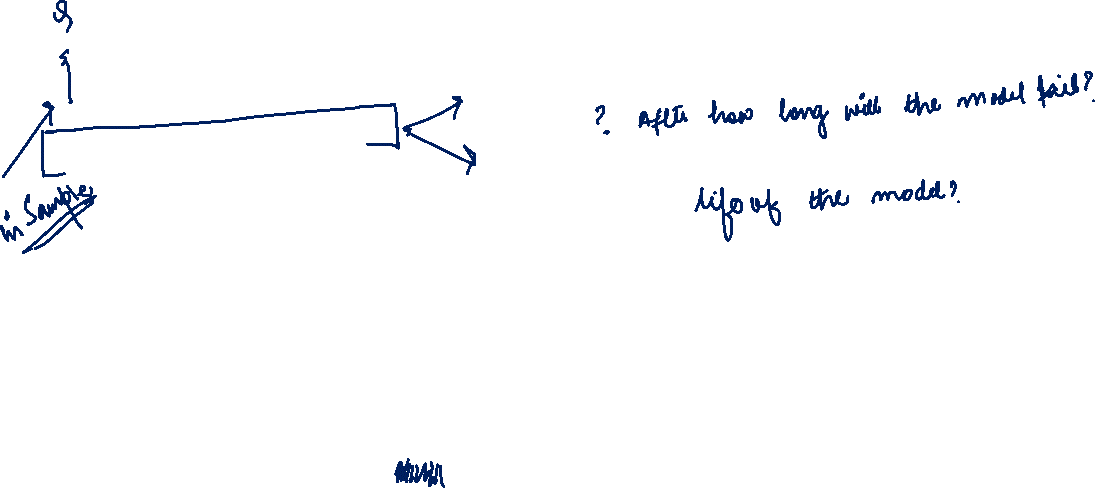 ? After how long will the model fail?
life of the model?
in Sample